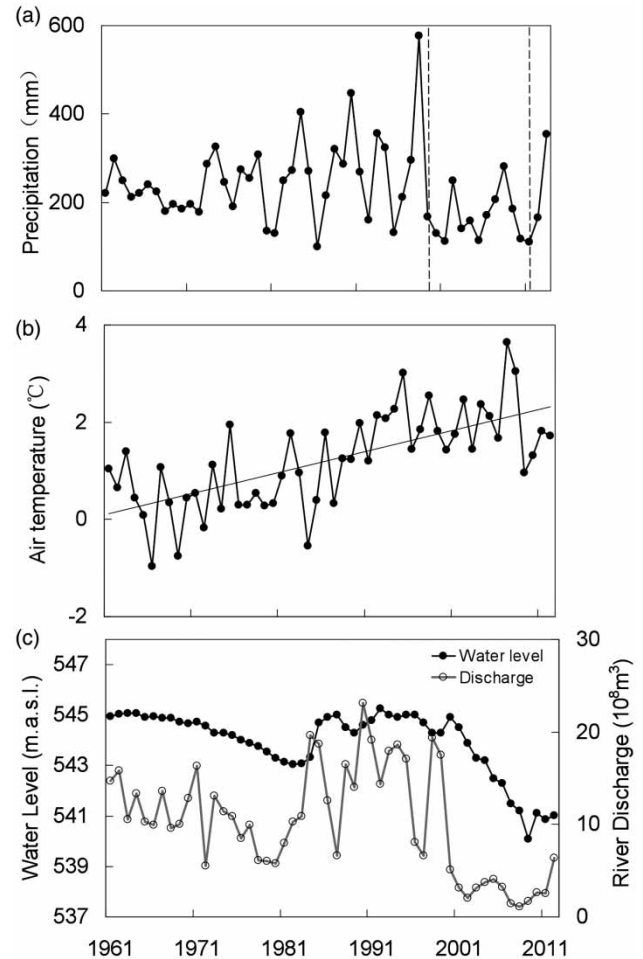 (a)
Precipitation（mm）
600
400
200
0
(b)
Air temperature (℃)
4
2
0
-2
(c)
Water Level (m.a.s.l.)
547
545
543
541
539
537
Water level
Discharge
30
20
10
0
River Discharge (10⁸m³)
1961 1971 1981 1991 2001 2011